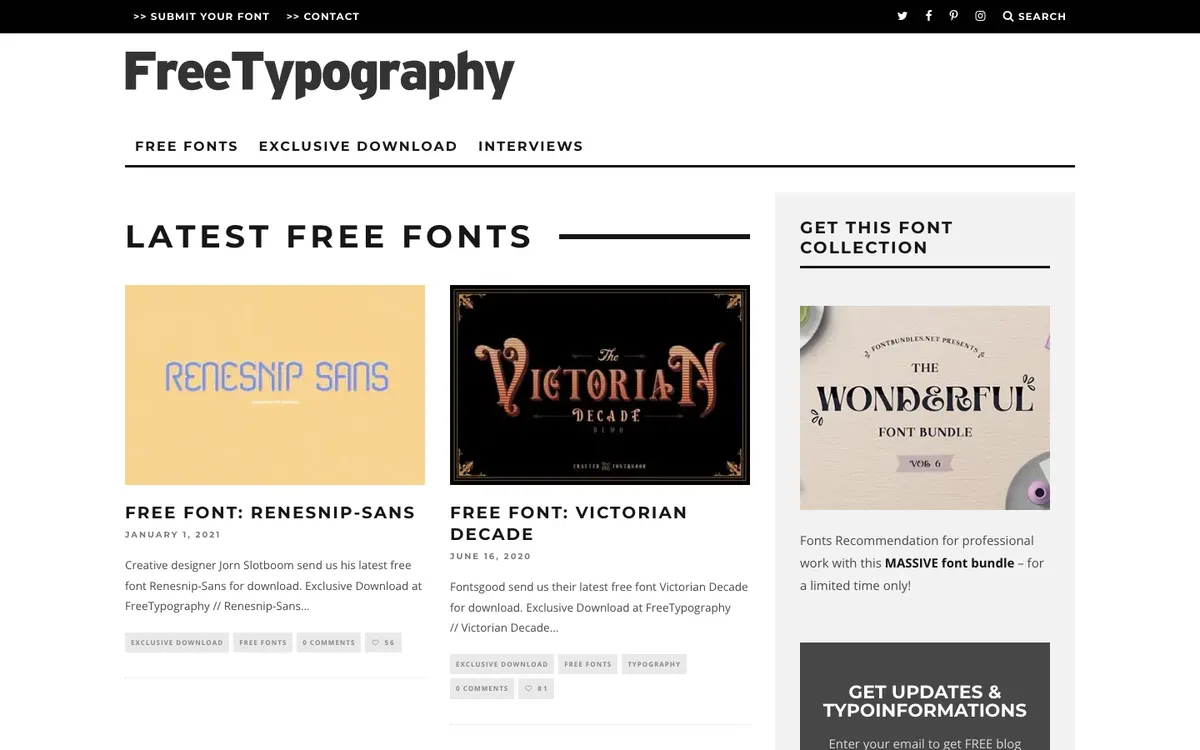 >> SUBMIT YOUR FONT >> CONTACT SEARCH
FreeTypography
FREE FONTS EXCLUSIVE DOWNLOAD INTERVIEWS
LATEST FREE FONTS
RENESNIP SANS
FREE FONT: RENESNIP-SANS
JANUARY 1, 2021
Creative designer Jorn Slotboom send us his latest free
font Renesnip-Sans for download. Exclusive Download at
FreeTypography // Renesnip-Sans...
EXCLUSIVE DOWNLOAD FREE FONTS 0 COMMENTS 56
The
VICTORIAN
DECADE
DEMO
CRAFTED FONTSGOOD
FREE FONT: VICTORIAN
DECADE
JUNE 16, 2020
Fontsgood send us their latest free font Victorian Decade
for download. Exclusive Download at FreeTypography
// Victorian Decade...
EXCLUSIVE DOWNLOAD FREE FONTS TYPOGRAPHY
0 COMMENTS 81
GET THIS FONT
COLLECTION
FONTBUNDLES.NET PRESENTS
THE
WONDERFUL
FONT BUNDLE
VOL 6
Fonts Recommendation for professional
work with this MASSIVE font bundle – for
a limited time only!
GET UPDATES &
TYPOINFORMATIONS
Enter your email to get FREE blog